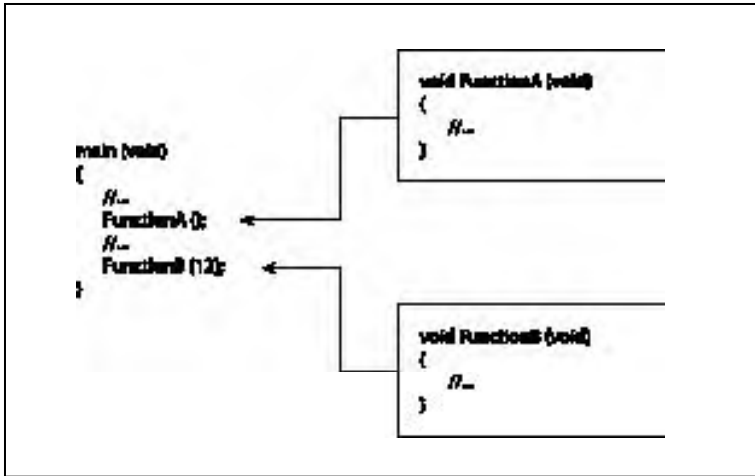 main (void)
{
//...
FunctionA ();
//...
FunctionB (12);
}
void FunctionA (void)
{
//...
}
void FunctionB (void)
{
//...
}